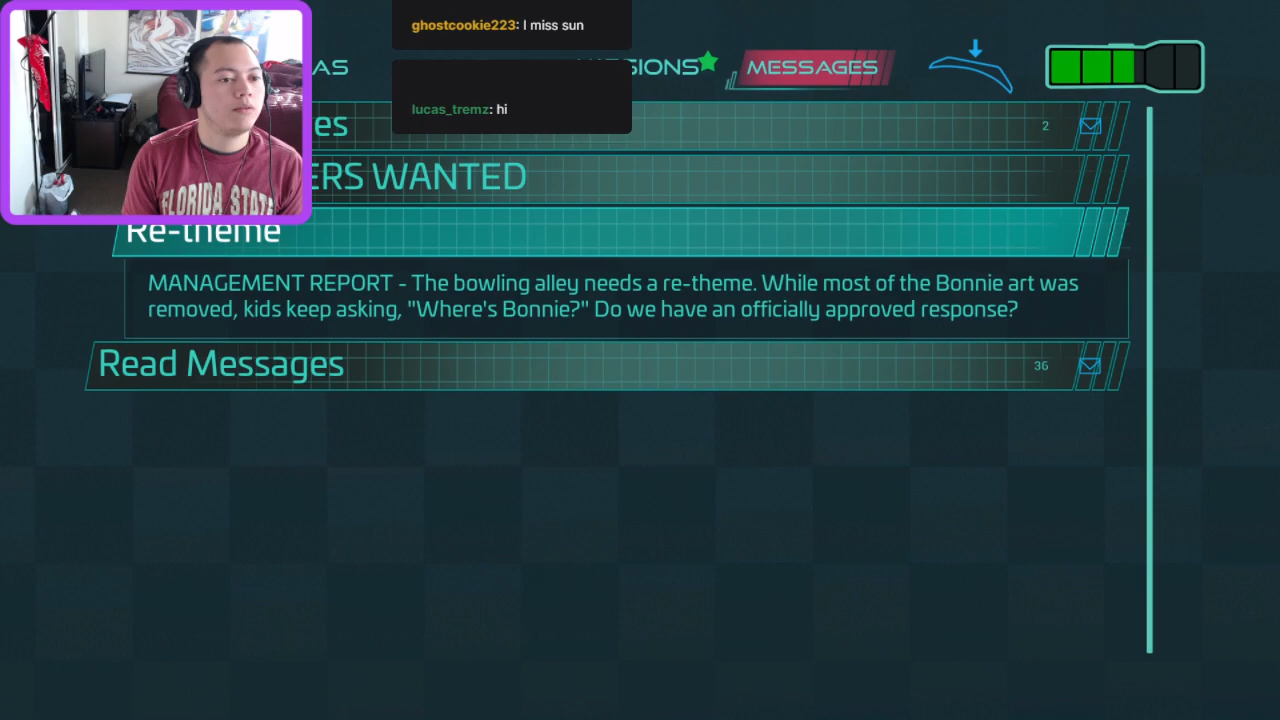 ghostcookie223: I miss sun
AS
SIONS
MESSAGES
lucas_tremz: hi
es
2
ERS WANTED
Re-theme
MANAGEMENT REPORT - The bowling alley needs a re-theme. While most of the Bonnie art was
removed, kids keep asking, "Where's Bonnie?" Do we have an officially approved response?
Read Messages
36
FLORIDA STATE